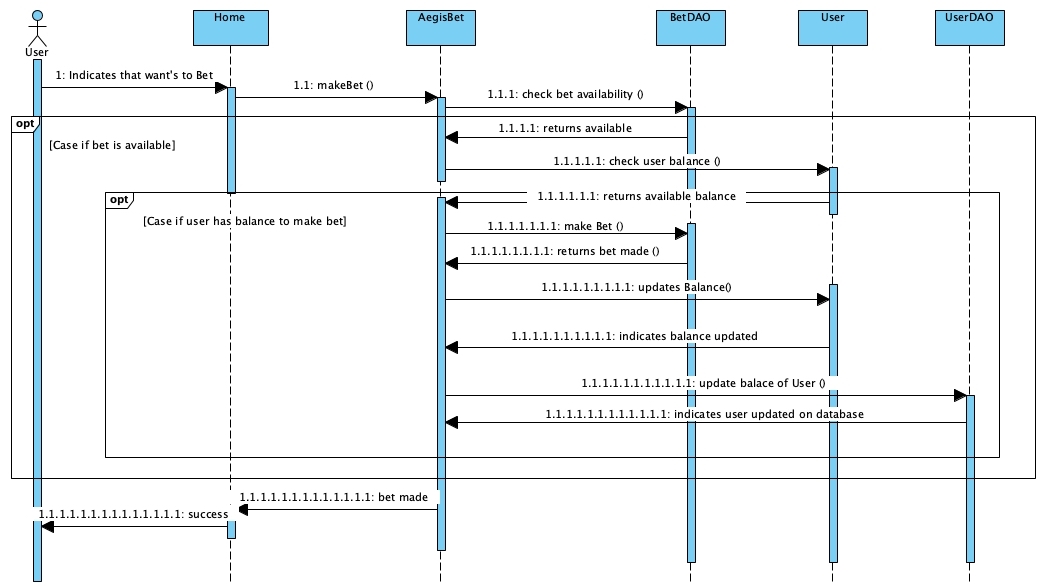 Home
AegisBet
BetDAO
User
UserDAO
User
1: Indicates that want's to Bet
1.1: makeBet ()
1.1.1: check bet availability ()
opt
1.1.1.1: returns available
[Case if bet is available]
1.1.1.1.1: check user balance ()
opt
1.1.1.1.1.1: returns available balance
[Case if user has balance to make bet]
1.1.1.1.1.1.1: make Bet ()
1.1.1.1.1.1.1.1: returns bet made ()
1.1.1.1.1.1.1.1.1: updates Balance()
1.1.1.1.1.1.1.1.1.1: indicates balance updated
1.1.1.1.1.1.1.1.1.1.1: update balace of User ()
1.1.1.1.1.1.1.1.1.1.1.1: indicates user updated on database
1.1.1.1.1.1.1.1.1.1.1.1.1: bet made
1.1.1.1.1.1.1.1.1.1.1.1.1.1: success